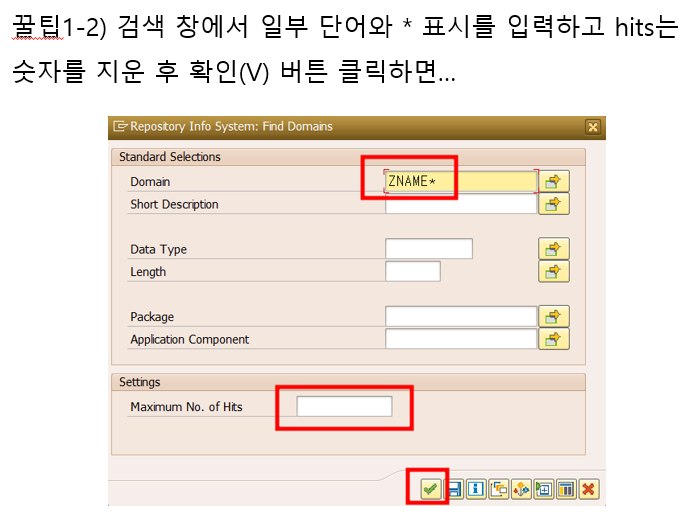 꿀팁1-2) 검색 창에서 일부 단어와 * 표시를 입력하고 hits는
숫자를 지운 후 확인(V) 버튼 클릭하면...
Repository Info System: Find Domains
Standard Selections
Domain ZNAME*
Short Description
Data Type
Length
Package
Application Component
Settings
Maximum No. of Hits